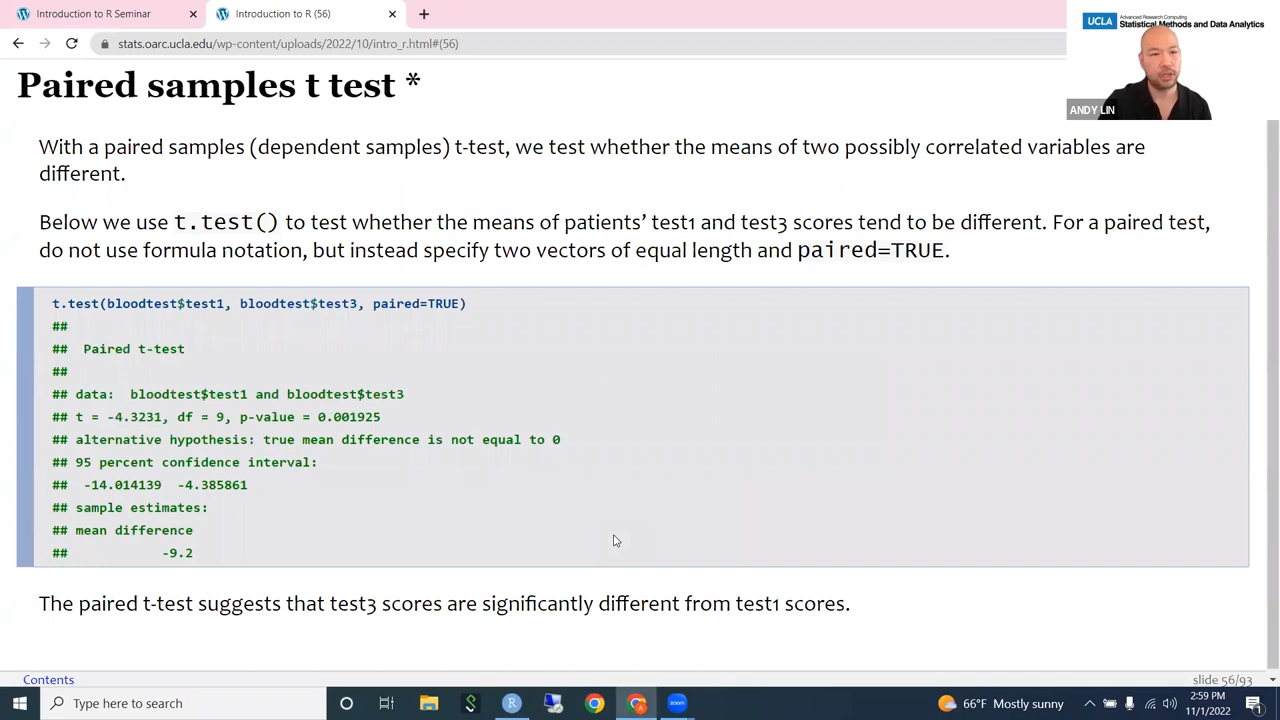 Introduction to R Seminar
Introduction to R (56)
stats.oarc.ucla.edu/wp-content/uploads/2022/10/intro_r.html#(56)
UCLA
Advanced Research Computing
Statistical Methods and Data Analytics
ANDY LIN
Paired samples t test *
With a paired samples (dependent samples) t-test, we test whether the means of two possibly correlated variables are
different.
Below we use t.test() to test whether the means of patients’ test1 and test3 scores tend to be different. For a paired test,
do not use formula notation, but instead specify two vectors of equal length and paired=TRUE.
t.test(bloodtest$test1, bloodtest$test3, paired=TRUE)
##
## Paired t-test
##
## data: bloodtest$test1 and bloodtest$test3
## t = -4.3231, df = 9, p-value = 0.001925
## alternative hypothesis: true mean difference is not equal to 0
## 95 percent confidence interval:
## -14.014139 -4.385861
## sample estimates:
## mean difference
## -9.2
The paired t-test suggests that test3 scores are significantly different from test1 scores.
Contents
slide 56/93
Type here to search
zoom
66°F Mostly sunny
2:59 PM
11/1/2022
1